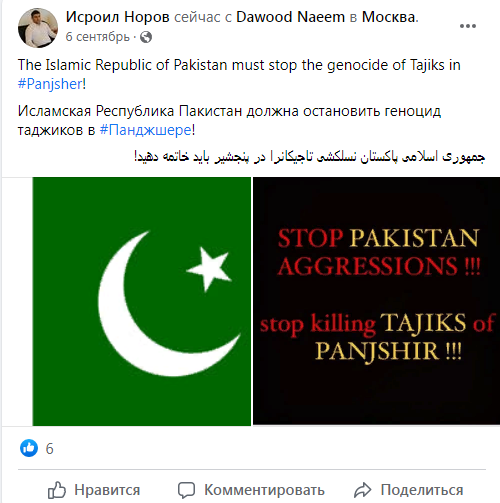 Исроил Норов сейчас с Dawood Naeem в Москва.
6 сентябрь ·
The Islamic Republic of Pakistan must stop the genocide of Tajiks in
#Panjsher!
Исламская Республика Пакистан должна остановить геноцид
таджиков в #Панджшере!
جمهوری اسلامی پاکستان نسلکشی تاجیکانرا در پنجشیر باید خاتمه دهید!
STOP PAKISTAN
AGGRESSIONS !!!
stop killing TAJIKS of
PANJSHIR !!!
6
Нравится Комментировать Поделиться